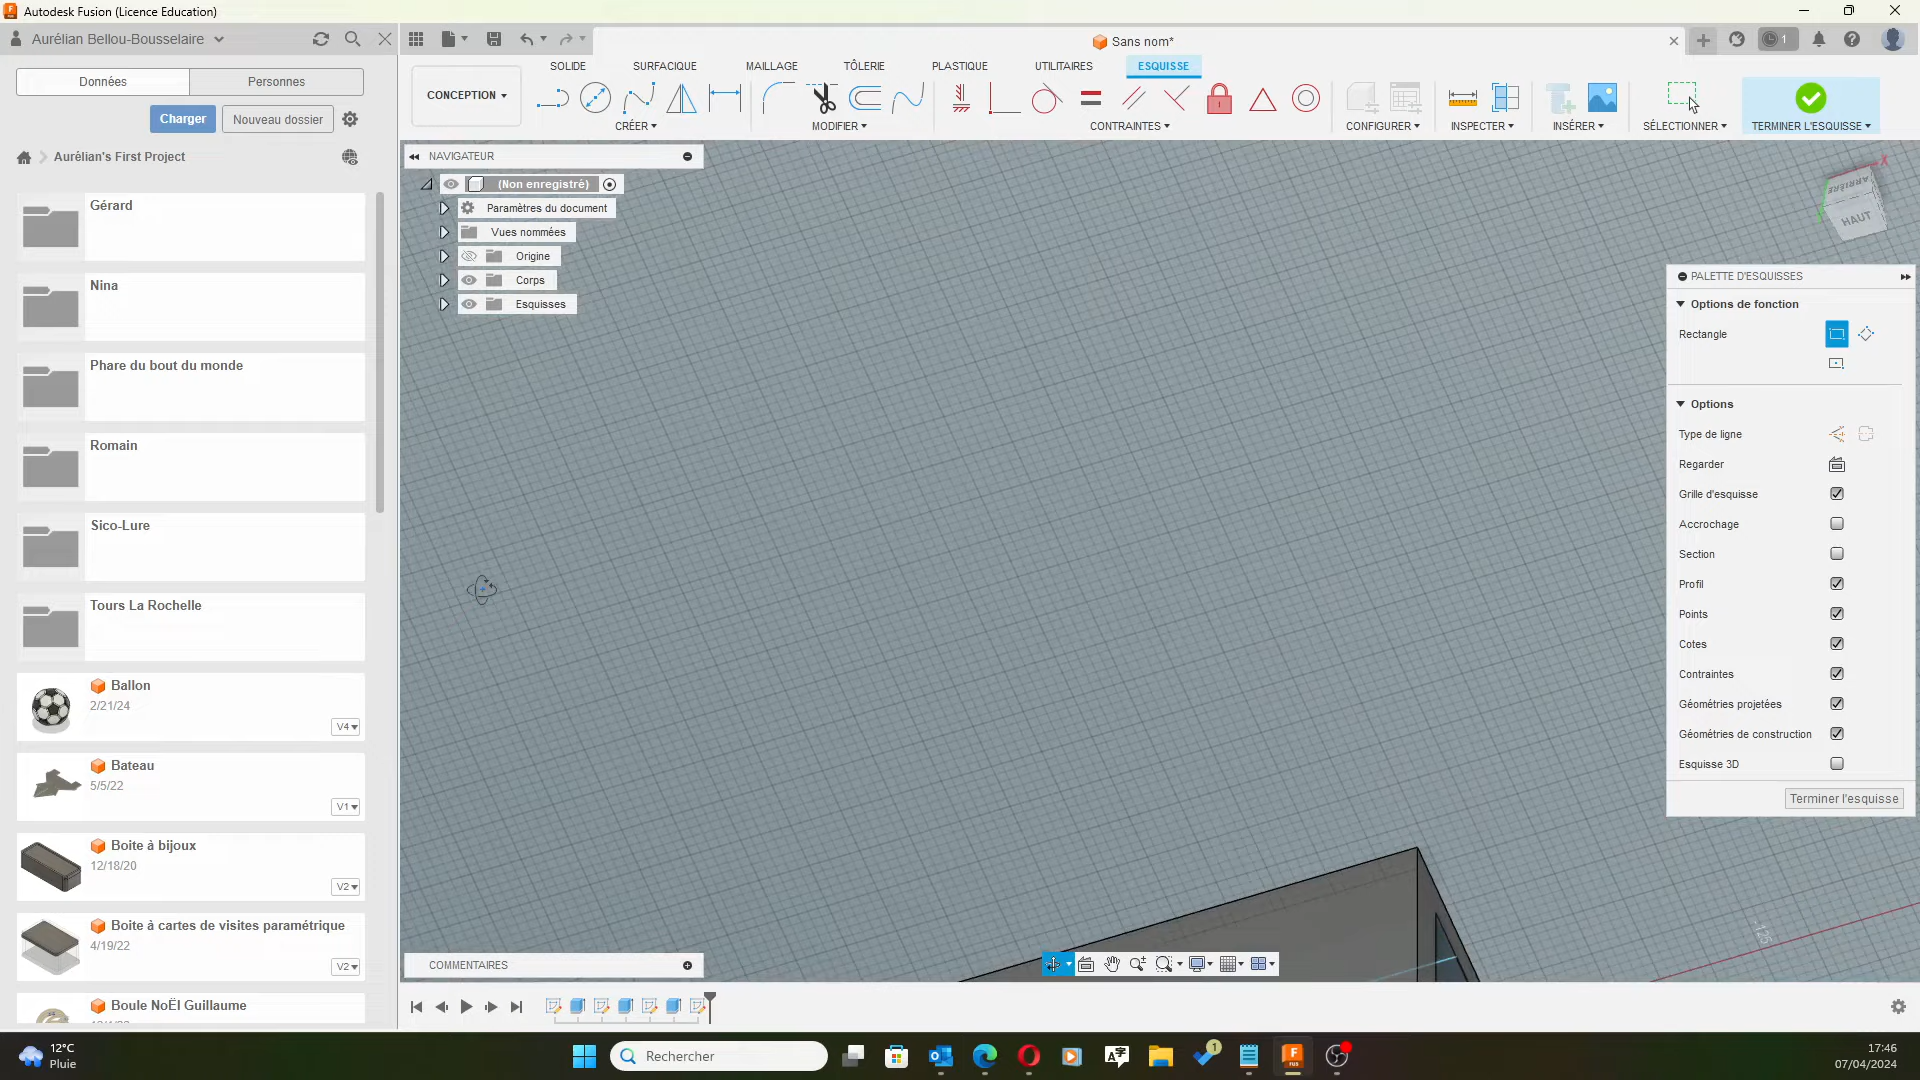 Autodesk Fusion (Licence Education)
Aurélian Bellou-Bousselaire
Sans nom*
1
Données
Personnes
Charger
Nouveau dossier
Aurélian's First Project
Gérard
Nina
Phare du bout du monde
Romain
Sico-Lure
Tours La Rochelle
Ballon
2/21/24
V4
Bateau
5/5/22
V1
Boite à bijoux
12/18/20
V2
Boite à cartes de visites paramétrique
4/19/22
V2
Boule NoËl Guillaume
CONCEPTION
SOLIDE
SURFACIQUE
MAILLAGE
TÔLERIE
PLASTIQUE
UTILITAIRES
ESQUISSE
CRÉER
MODIFIER
CONTRAINTES
CONFIGURER
INSPECTER
INSÉRER
SÉLECTIONNER
TERMINER L'ESQUISSE
NAVIGATEUR
(Non enregistré)
Paramètres du document
Vues nommées
Origine
Corps
Esquisses
X
ARRIÈRE
HAUT
PALETTE D'ESQUISSES
Options de fonction
Rectangle
Options
Type de ligne
Regarder
Grille d'esquisse
Accrochage
Section
Profil
Points
Cotes
Contraintes
Géométries projetées
Géométries de construction
Esquisse 3D
Terminer l'esquisse
-125
COMMENTAIRES
12°C
Pluie
Rechercher
1
17:46
07/04/2024